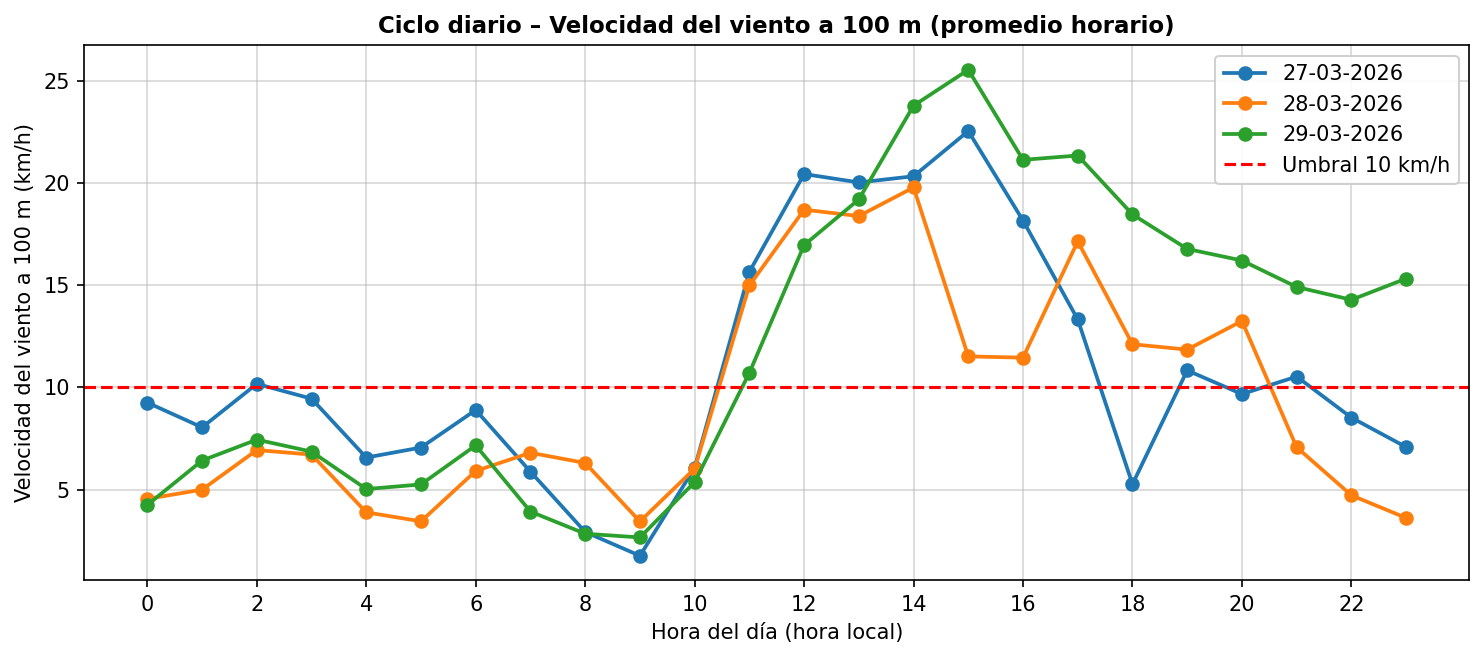 Ciclo diario – Velocidad del viento a 100 m (promedio horario)
Velocidad del viento a 100 m (km/h)
25
20
15
10
5
27-03-2026
28-03-2026
29-03-2026
Umbral 10 km/h
0 2 4 6 8 10 12 14 16 18 20 22
Hora del día (hora local)